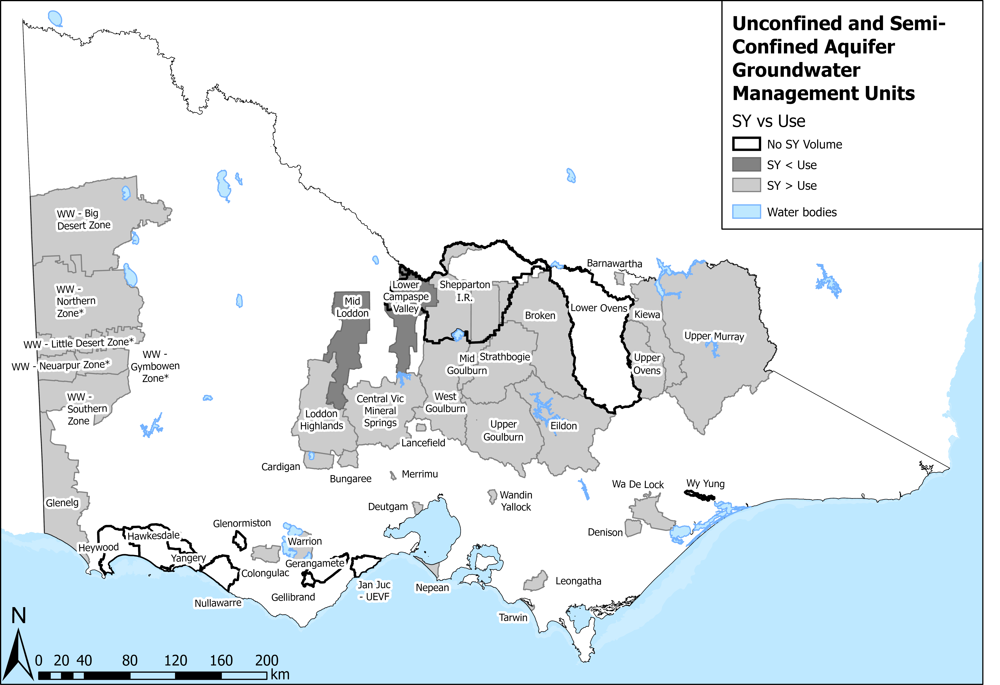 Unconfined and Semi-
Confined Aquifer
Groundwater
Management Units
SY vs Use
No SY Volume
SY < Use
SY > Use
Water bodies
WW - Big
Desert Zone
WW -
Northern
Zone*
WW - Little Desert Zone*
WW - Neuarpur Zone*
WW -
Gymbowen
Zone*
WW -
Southern
Zone
Glenelg
Heywood
Hawkesdale
Yangery
Nullawarre
Glenormiston
Colongulac
Warrion
Gerangamete
Gellibrand
Jan Juc
- UEVF
Nepean
Deutgam
Merrimu
Bungaree
Cardigan
Lancefield
Loddon
Highlands
Central Vic
Mineral
Springs
Mid
Loddon
Lower
Campaspe
Valley
Shepparton
I.R.
Mid
Goulburn
Strathbogie
West
Goulburn
Upper
Goulburn
Eildon
Broken
Lower Ovens
Barnawartha
Kiewa
Upper
Ovens
Upper Murray
Wandin
Yallock
Wa De Lock
Wy Yung
Denison
Leongatha
Tarwin
N
0 20 40 80 120 160 200
km